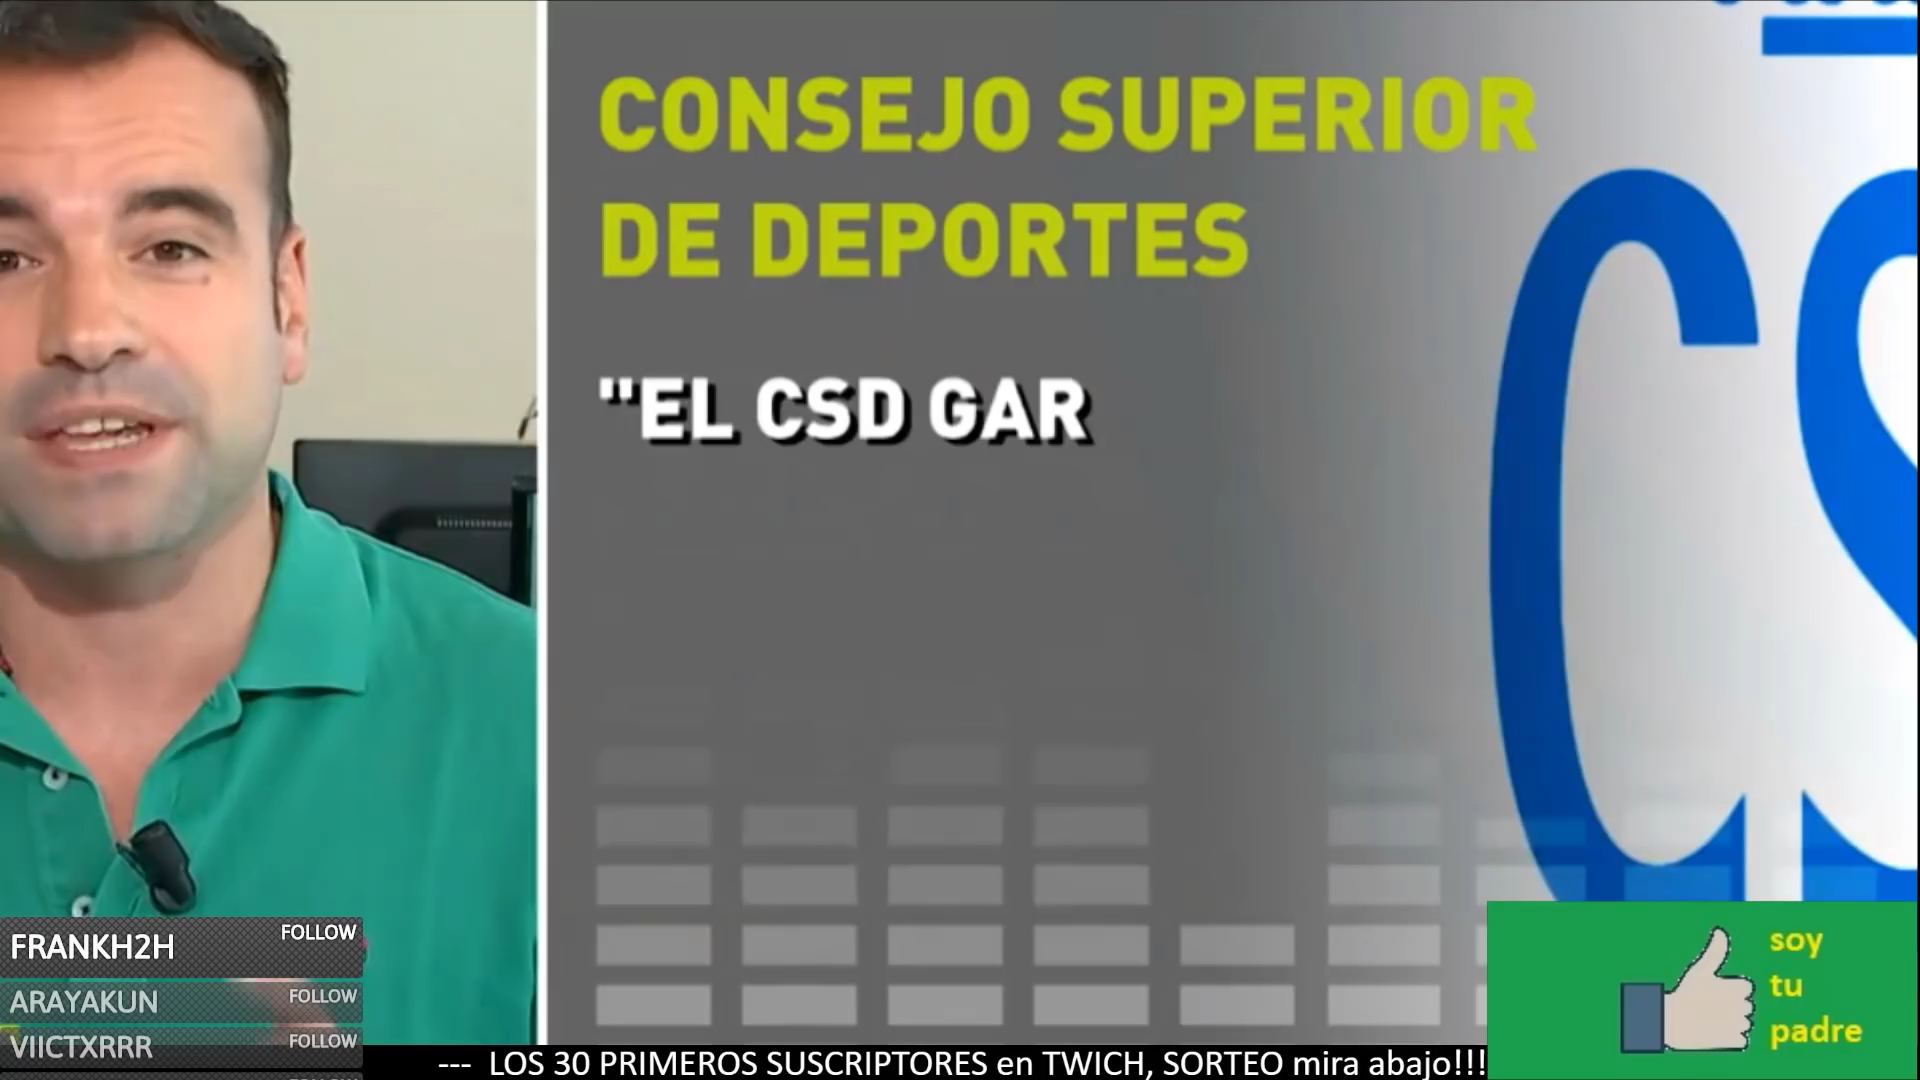 CONSEJO SUPERIOR
DE DEPORTES
"EL CSD GAR
CS
FRANKH2H FOLLOW
ARAYAKUN FOLLOW
VIICTXRRR FOLLOW
--- LOS 30 PRIMEROS SUSCRIPTORES en TWICH, SORTEO mira abajo!!!
soy
tu
padre